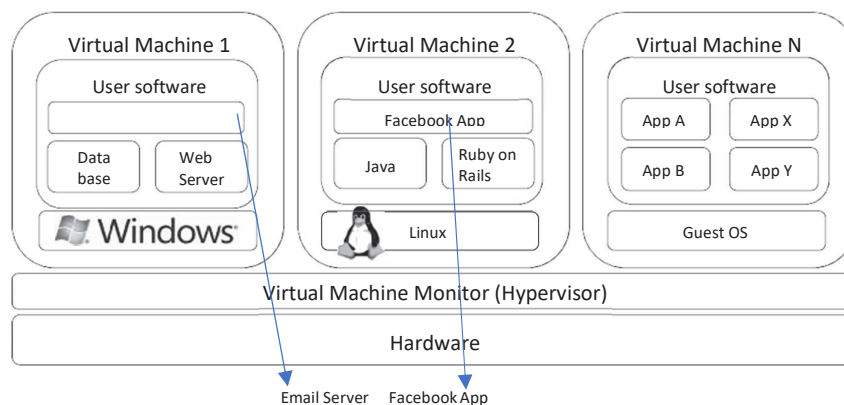 Virtual Machine 1
User software
Data
base
Web
Server
Windows
Virtual Machine 2
User software
Facebook App
Java
Ruby on
Rails
Linux
Virtual Machine N
User software
App A
App X
App B
App Y
Guest OS
Virtual Machine Monitor (Hypervisor)
Hardware
Email Server
Facebook App